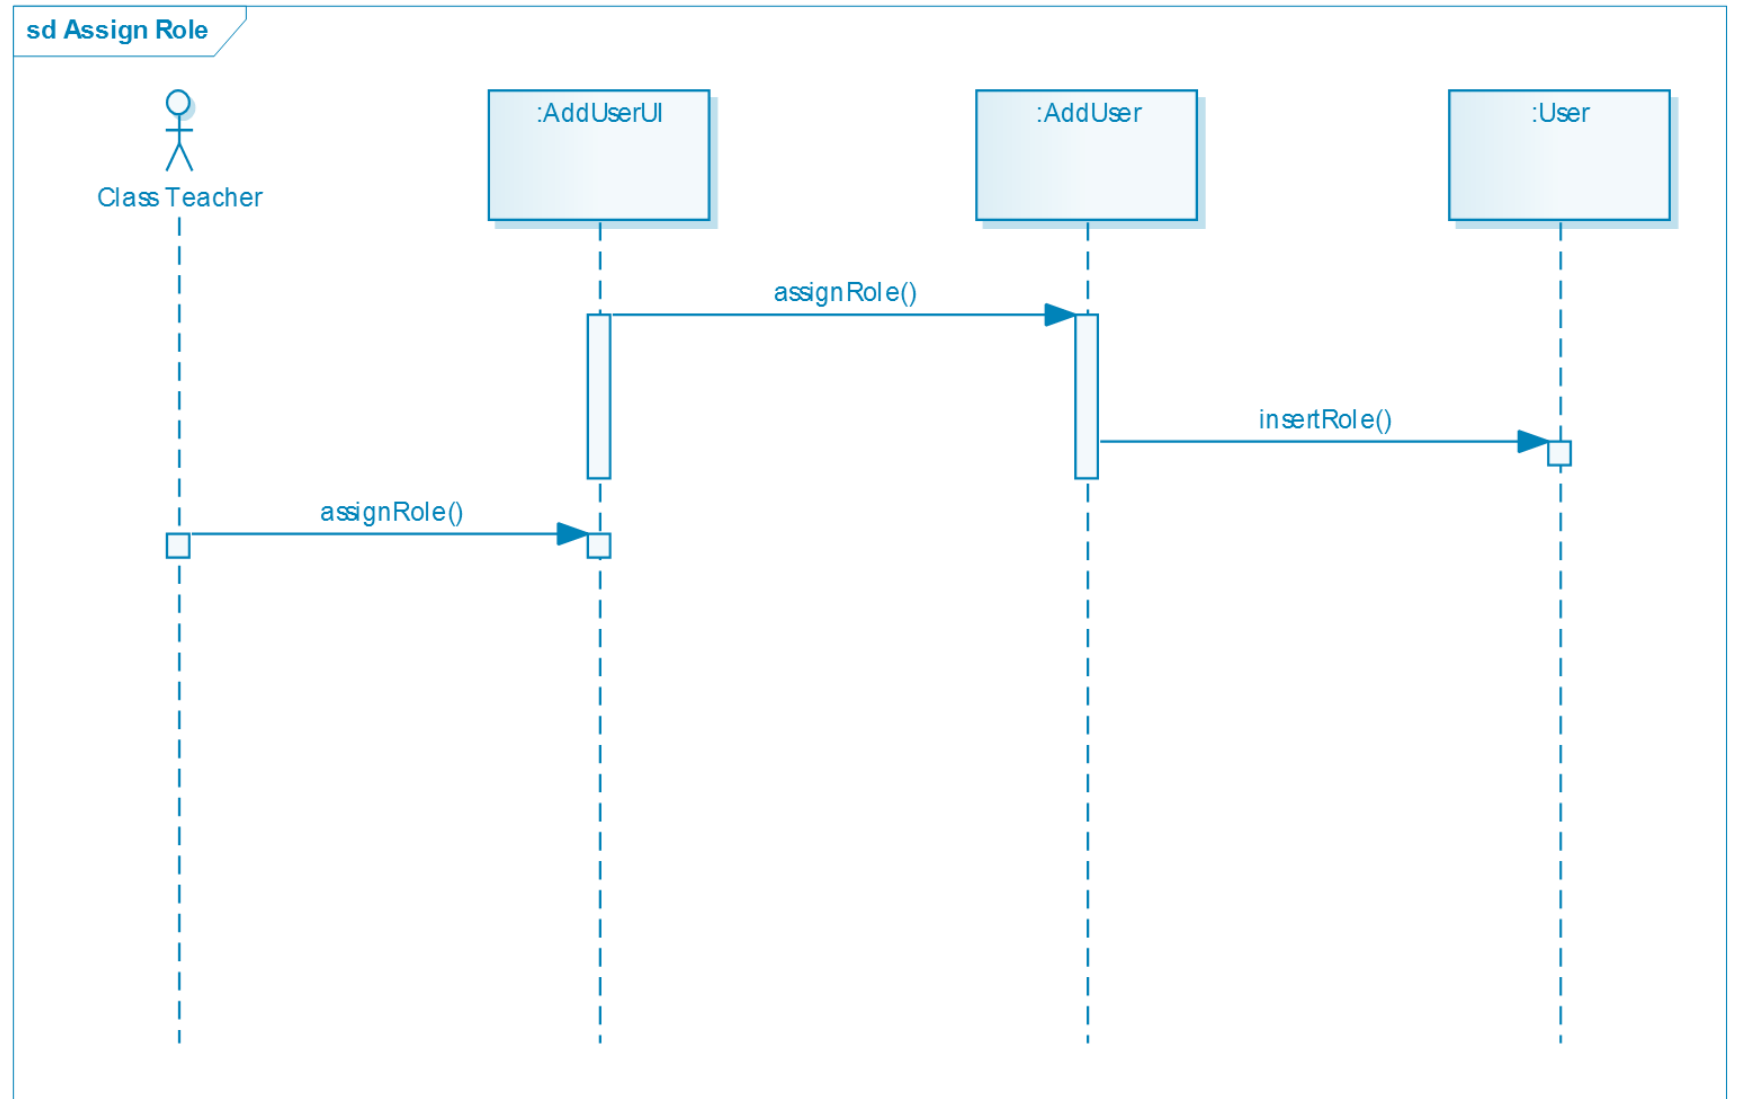 sd Assign Role
Class Teacher
:AddUserUI
:AddUser
:User
assignRole()
insertRole()
assignRole()